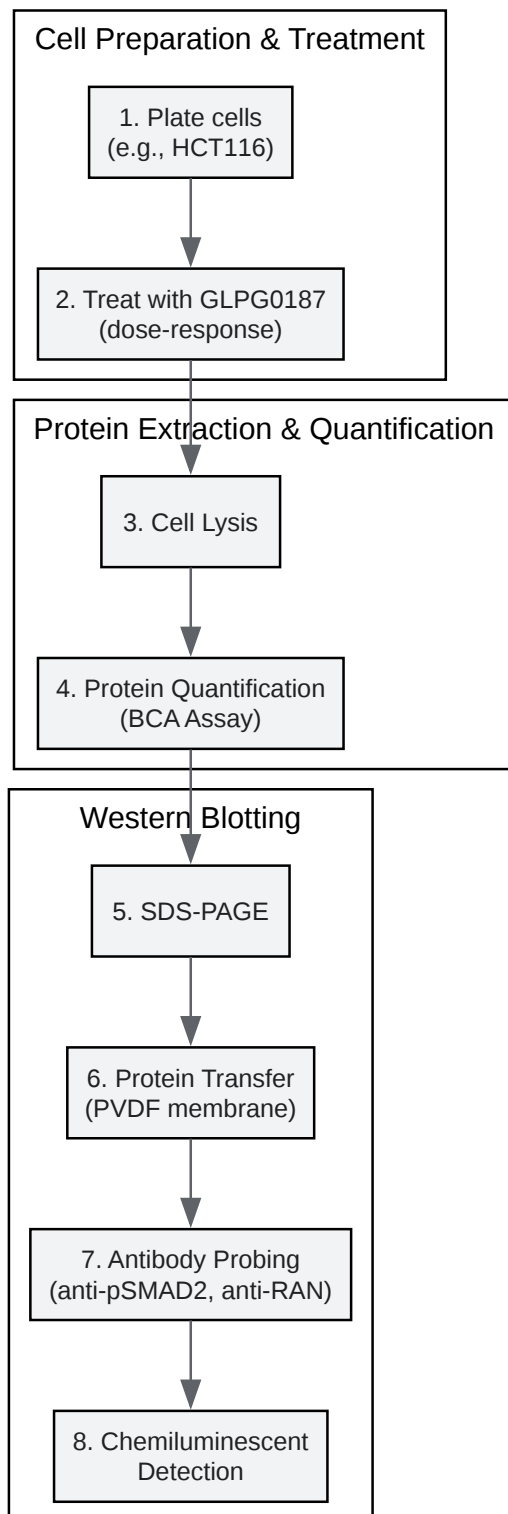 Cell Preparation & Treatment
1. Plate cells
(e.g., HCT116)
2. Treat with GLPG0187
(dose-response)
Protein Extraction & Quantification
3. Cell Lysis
4. Protein Quantification
(BCA Assay)
Western Blotting
5. SDS-PAGE
6. Protein Transfer
(PVDF membrane)
7. Antibody Probing
(anti-pSMAD2, anti-RAN)
8. Chemiluminescent
Detection